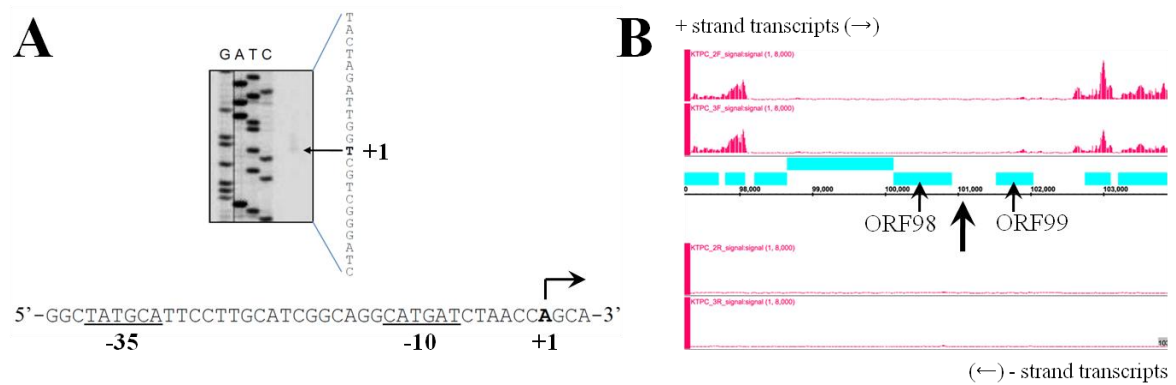 A
G A T C
TACTAGATTGGTCGTCGGGATC
+1
5'-GGCTATGCATTCCTTGCATCGGCAGGCATGATCTAACCAGCA-3'
-35 -10 +1
B
+ strand transcripts (→)
KTPC_2F_signal:signal (1, 8,000)
KTPC_3F_signal:signal (1, 8,000)
98,000 99,000 100,000 101,000 102,000 103,000
ORF98 ORF99
KTPC_2R_signal:signal (1, 8,000)
KTPC_3R_signal:signal (1, 8,000)
(←) - strand transcripts